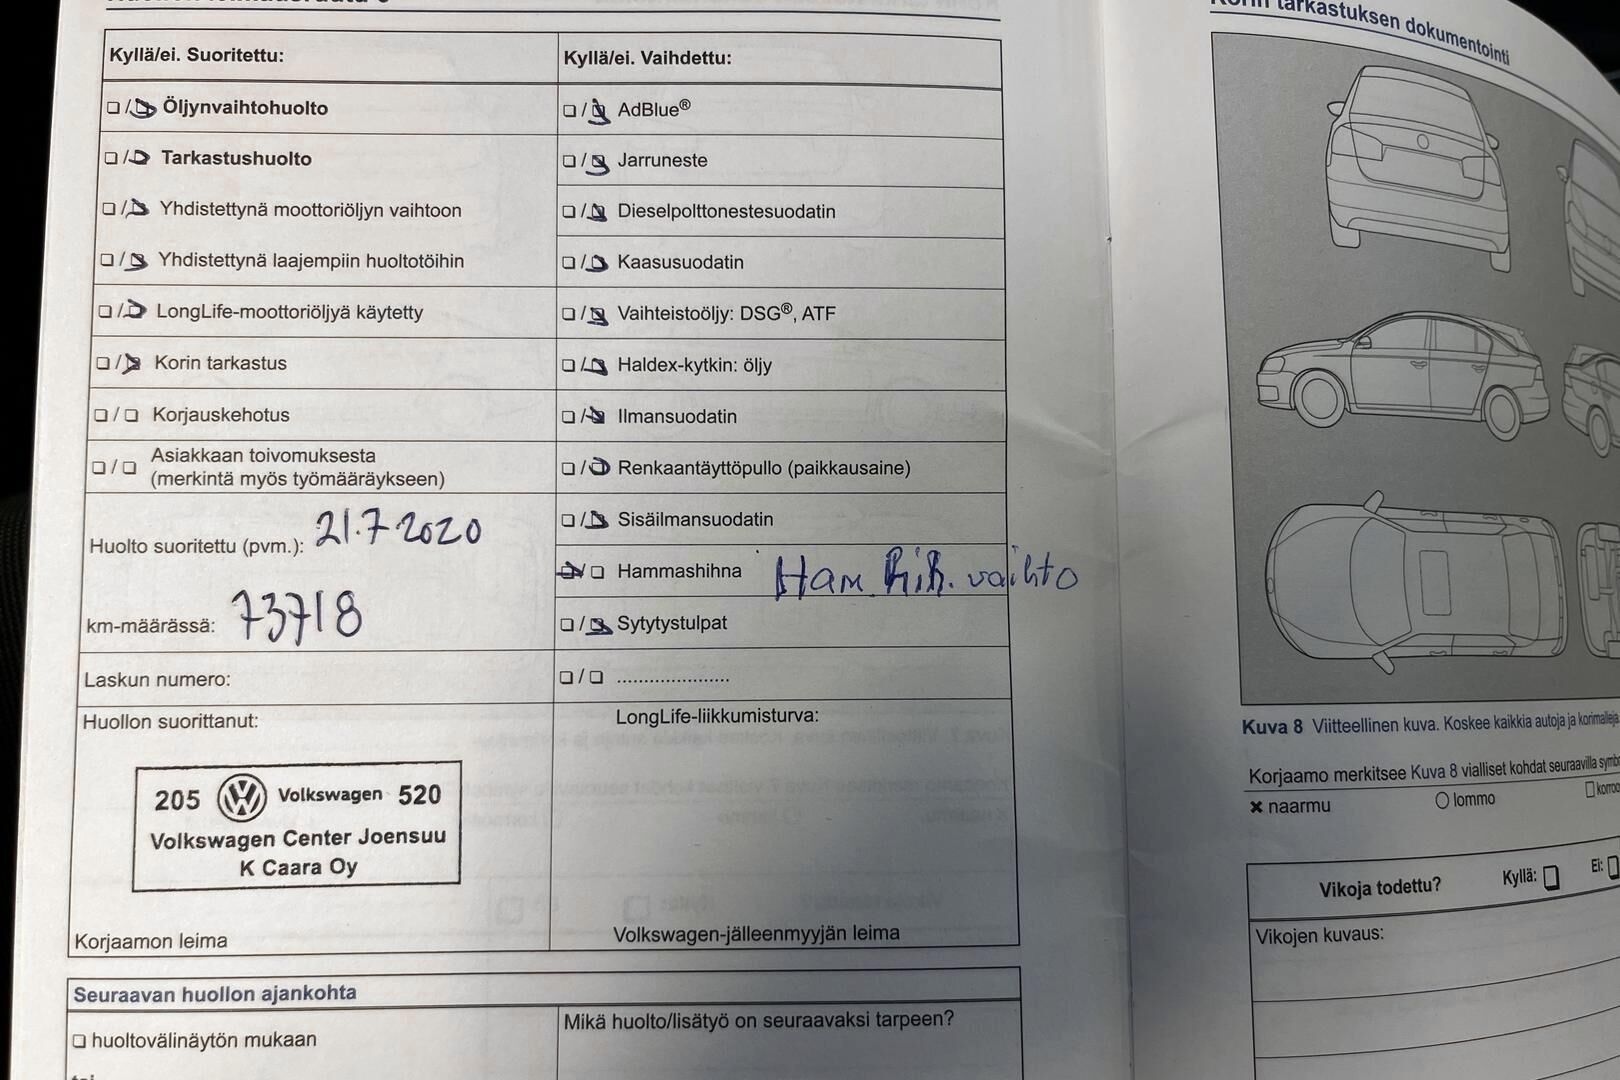 Kyllä/ei. Suoritettu:
Öljynvaihtohuolto
Tarkastushuolto
Yhdistettynä moottoriöljyn vaihtoon
Yhdistettynä laajempiin huoltotöihin
LongLife-moottoriöljyä käytetty
Korin tarkastus
Korjauskehotus
Asiakkaan toivomuksesta
(merkintä myös työmääräykseen)
Huolto suoritettu (pvm.): 21.7 2020
km-määrässä: 73718
Laskun numero:
Huollon suorittanut:
205 Volkswagen 520
Volkswagen Center Joensuu
K Caara Oy
Korjaamon leima
Kyllä/ei. Vaihdettu:
AdBlue®
Jarruneste
Dieselpolttonestesuodatin
Kaasusuodatin
Vaihteistoöljy: DSG®, ATF
Haldex-kytkin: öljy
Ilmansuodatin
Renkaantäyttöpullo (paikkausaine)
Sisäilmansuodatin
Hammashihna Ham. hih. vaihto
Sytytystulpat
.....................
LongLife-liikkumisturva:
Volkswagen-jälleenmyyjän leima
Seuraavan huollon ajankohta
huoltovälinäytön mukaan
Mikä huolto/lisätyö on seuraavaksi tarpeen?
Korin tarkastuksen dokumentointi
Kuva 8 Viitteellinen kuva. Koskee kaikkia autoja ja korimalleja
Korjaamo merkitsee Kuva 8 vialliset kohdat seuraavilla
naarmu
lommo
Vikoja todettu? Kyllä: Ei:
Vikojen kuvaus: